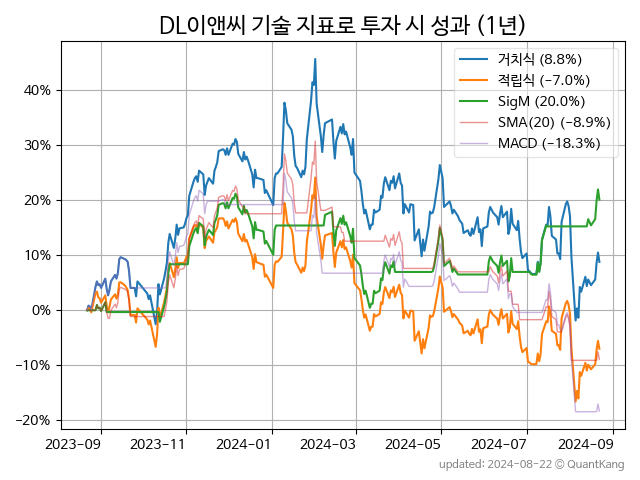 DL이앤씨 기술 지표로 투자 시 성과 (1년)
거치식 (8.8%)
적립식 (−7.0%)
SigM (20.0%)
SMA(20) (−8.9%)
MACD (−18.3%)
40%
30%
20%
10%
0%
−10%
−20%
2023-09 2023-11 2024-01 2024-03 2024-05 2024-07 2024-09
updated: 2024-08-22 © QuantKang